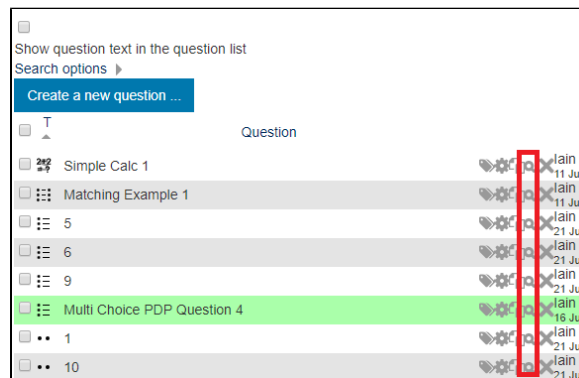 Show question text in the question list
Search options
Create a new question ...
T Question
Simple Calc 1 Iain
11 Ju
Matching Example 1 Iain
11 Ju
5 Iain
21 Ju
6 Iain
21 Ju
9 Iain
21 Ju
Multi Choice PDP Question 4 Iain
16 Ju
1 Iain
21 Ju
10 Iain
21 Ju